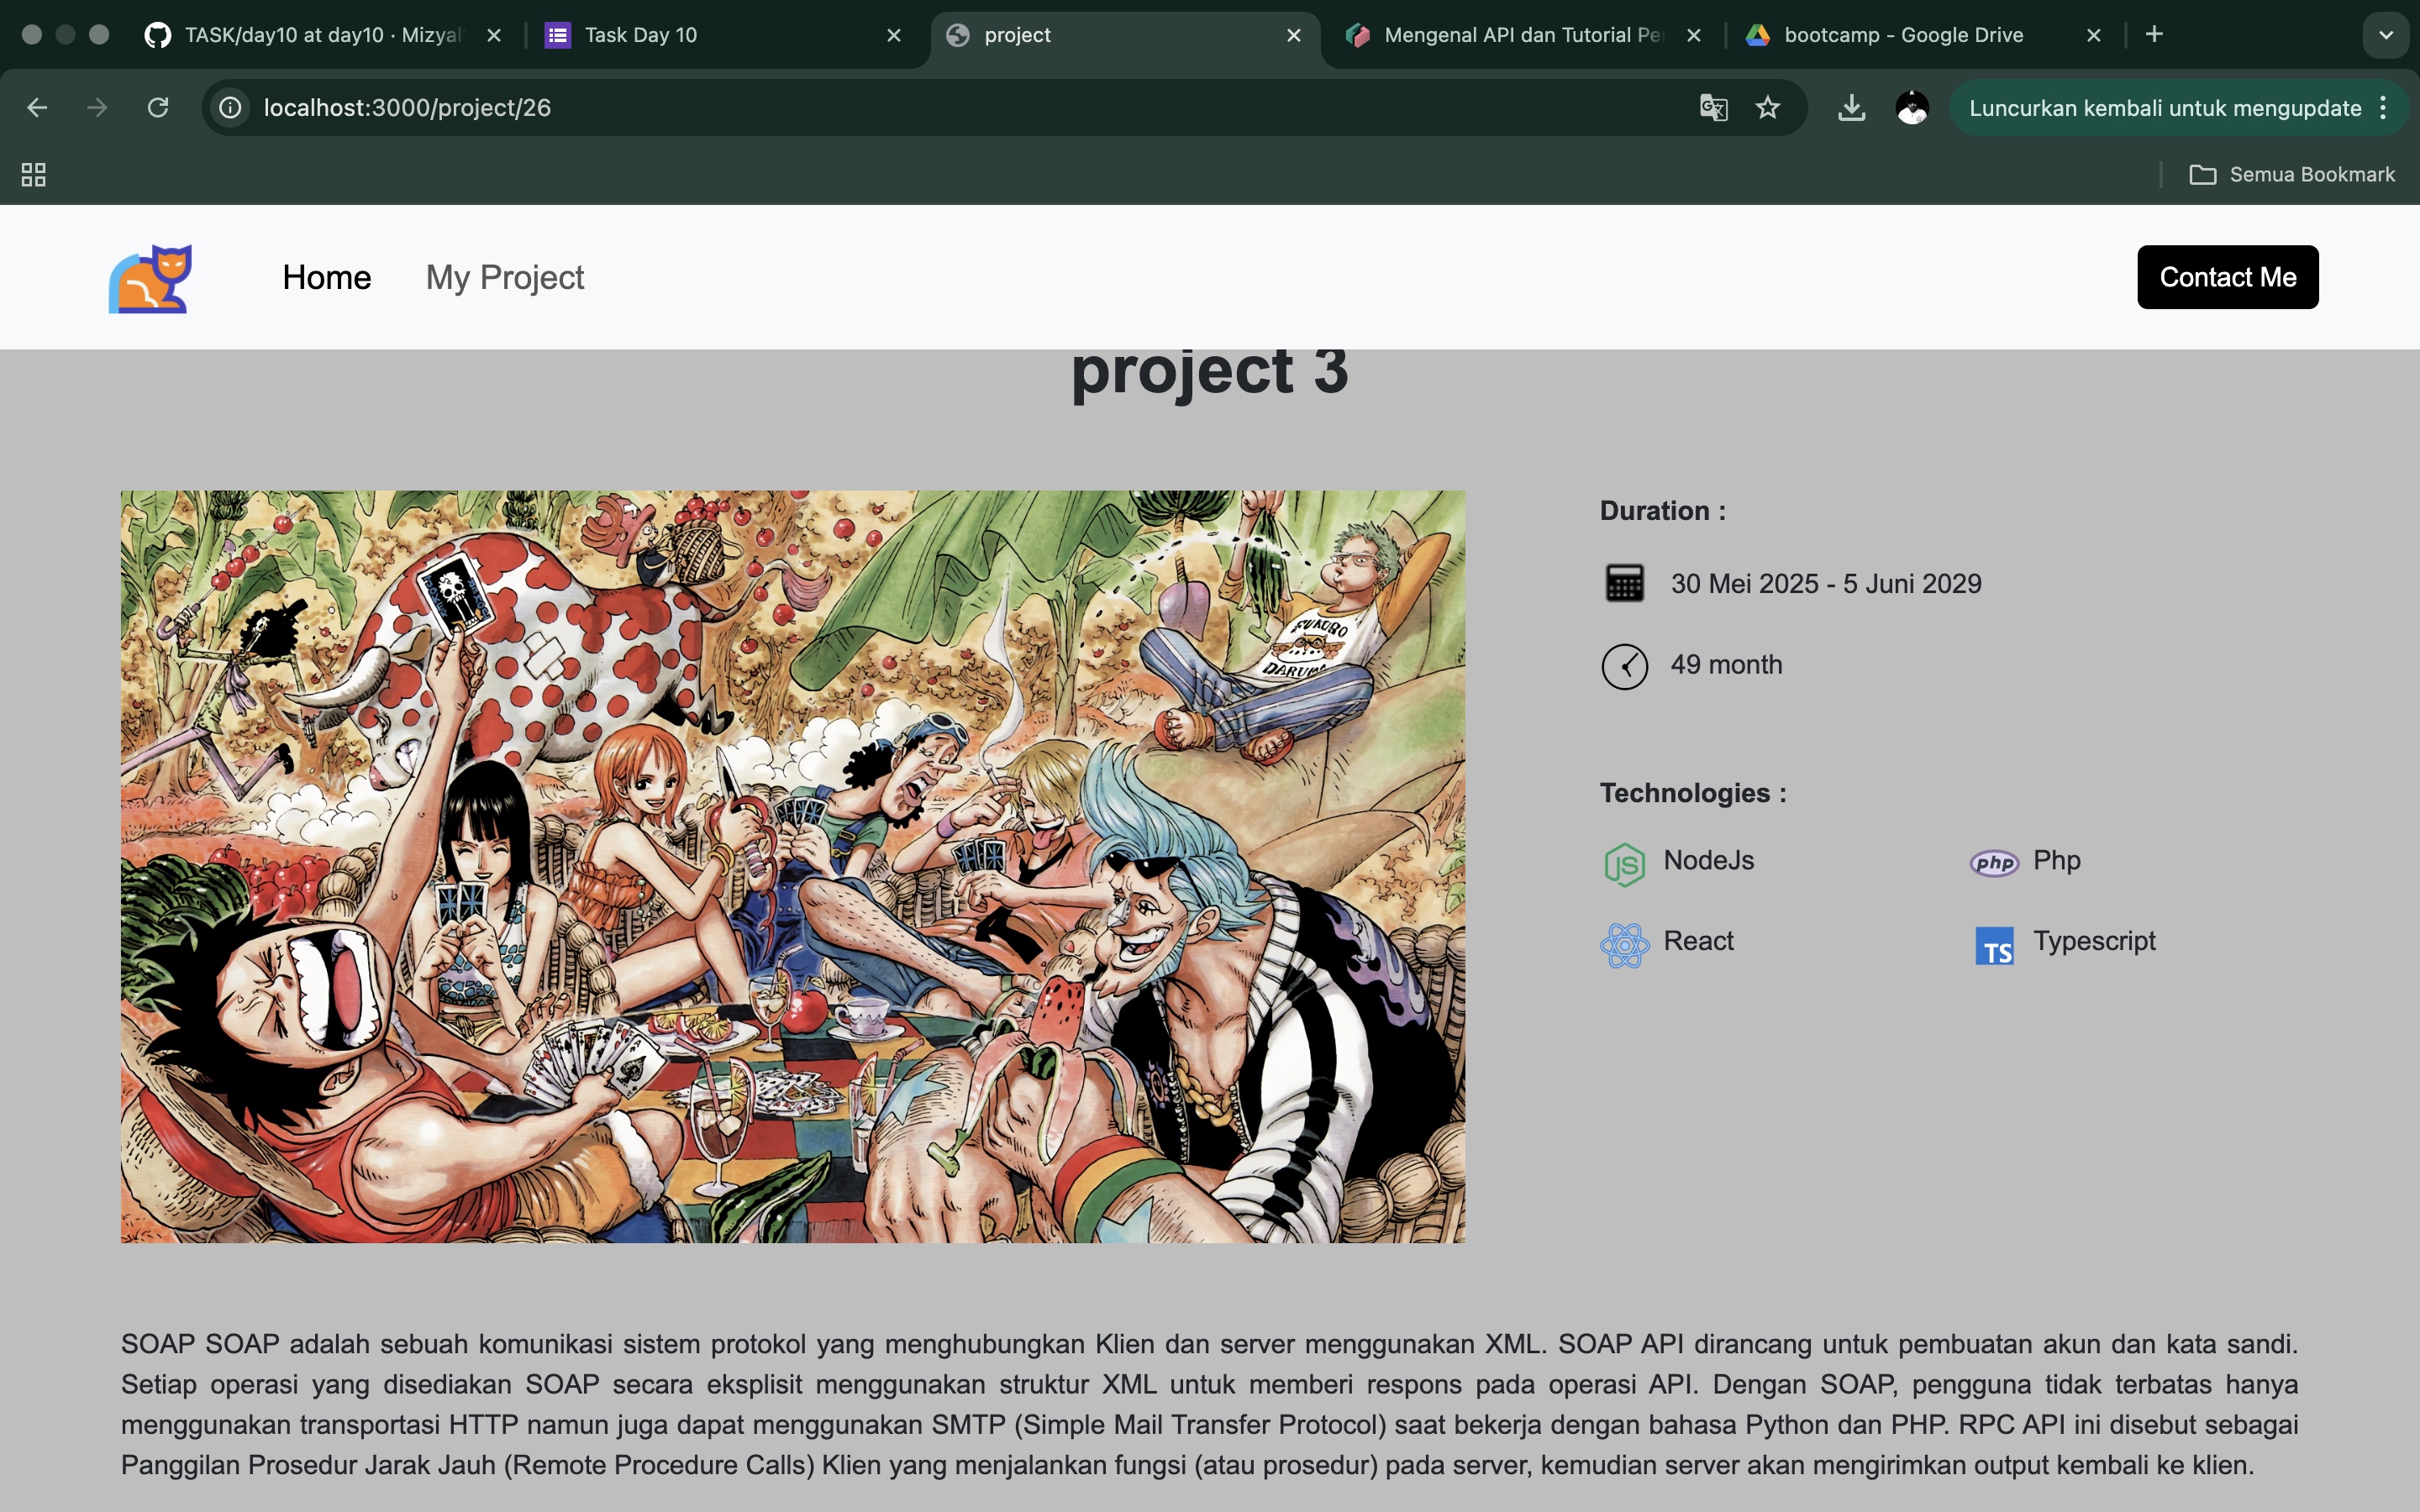 TASK/day10 at day10 · Mizyal
Task Day 10
project
Mengenal API dan Tutorial Pe
bootcamp - Google Drive
localhost:3000/project/26
Luncurkan kembali untuk mengupdate
Semua Bookmark
Home
My Project
Contact Me
project 3
FUKURO
DARUMA
Duration :
30 Mei 2025 - 5 Juni 2029
49 month
Technologies :
JS NodeJs
php Php
React
TS Typescript
SOAP SOAP adalah sebuah komunikasi sistem protokol yang menghubungkan Klien dan server menggunakan XML. SOAP API dirancang untuk pembuatan akun dan kata sandi.
Setiap operasi yang disediakan SOAP secara eksplisit menggunakan struktur XML untuk memberi respons pada operasi API. Dengan SOAP, pengguna tidak terbatas hanya
menggunakan transportasi HTTP namun juga dapat menggunakan SMTP (Simple Mail Transfer Protocol) saat bekerja dengan bahasa Python dan PHP. RPC API ini disebut sebagai
Panggilan Prosedur Jarak Jauh (Remote Procedure Calls) Klien yang menjalankan fungsi (atau prosedur) pada server, kemudian server akan mengirimkan output kembali ke klien.